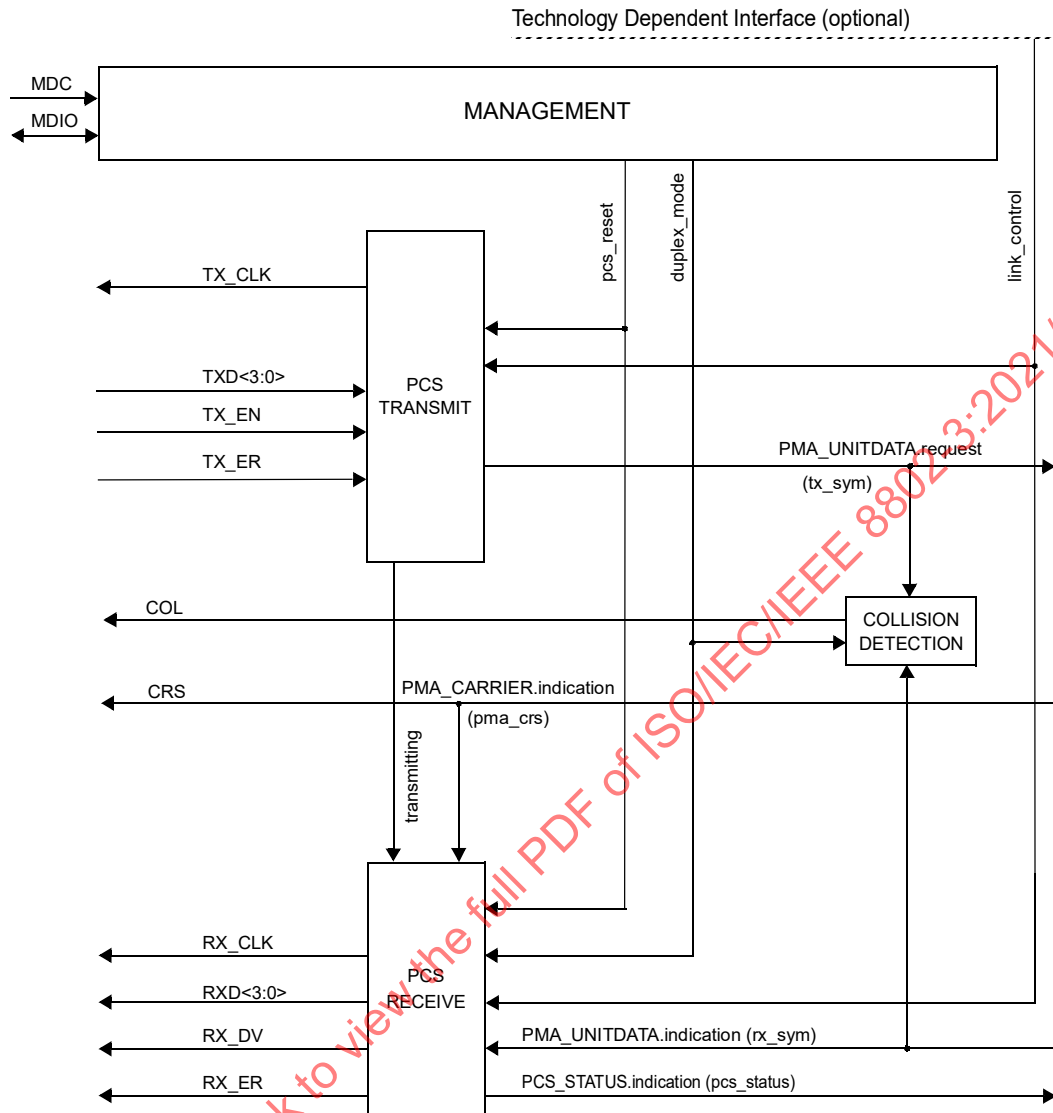 Technology Dependent Interface (optional)
MDC
MDIO
MANAGEMENT
pcs_reset
duplex_mode
link_control
TX_CLK
TXD<3:0>
TX_EN
TX_ER
PCS
TRANSMIT
PMA_UNITDATA.request
(tx_sym)
COL
COLLISION
DETECTION
CRS
PMA_CARRIER.indication
(pma_crs)
transmitting
RX_CLK
RXD<3:0>
RX_DV
RX_ER
PCS
RECEIVE
PMA_UNITDATA.indication (rx_sym)
PCS_STATUS.indication (pcs_status)
k to view the full PDF of ISO/IEC/IEEE 8802-3:2021/